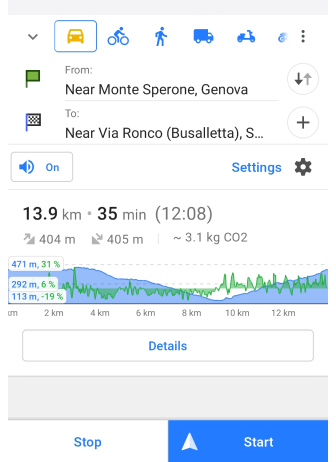 From:
Near Monte Sperone, Genova
To:
Near Via Ronco (Busalletta), S...
On
Settings
13.9 km • 35 min (12:08)
404 m 405 m ~ 3.1 kg CO2
471 m, 31 %
292 m, 6 %
113 m, -19 %
km 2 km 4 km 6 km 8 km 10 km 12 km
Details
Stop
Start